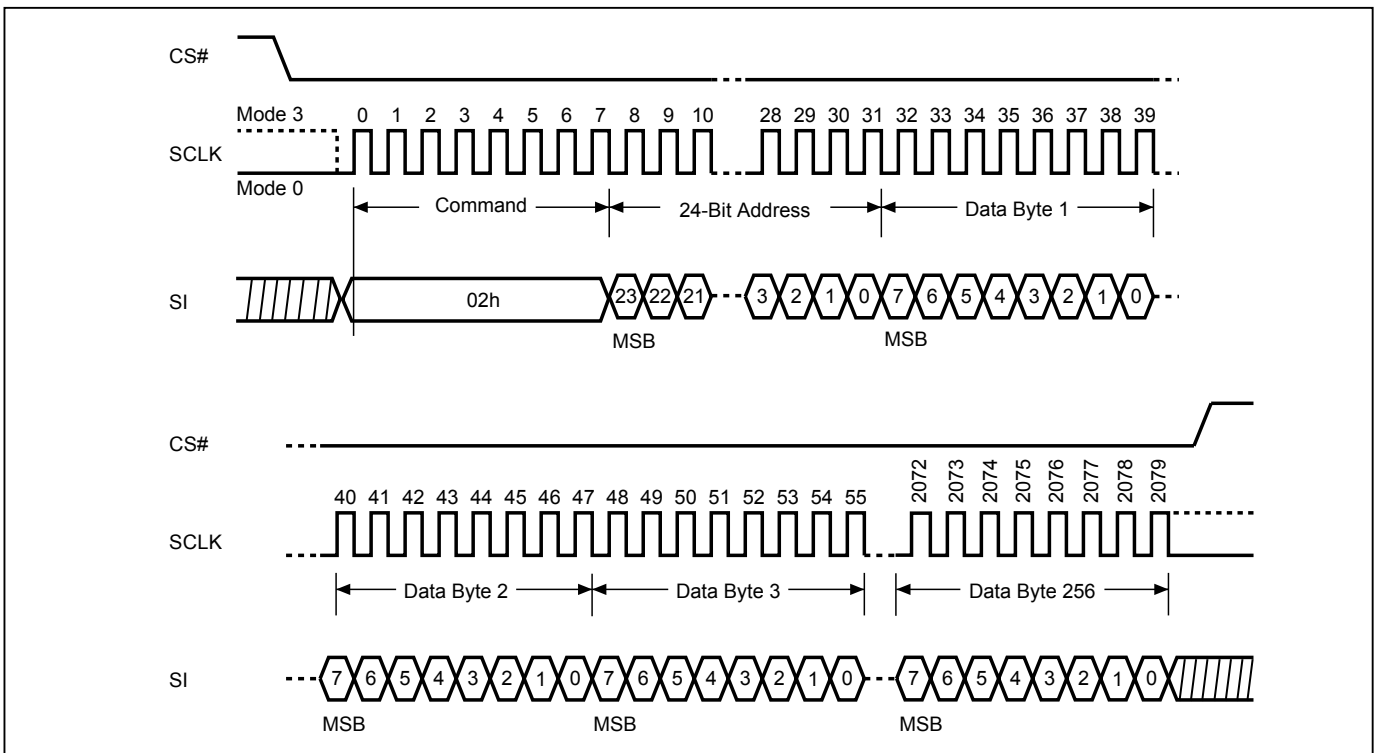 CS#
Mode 3
0 1 2 3 4 5 6 7 8 9 10 28 29 30 31 32 33 34 35 36 37 38 39
SCLK
Mode 0
Command 24-Bit Address Data Byte 1
SI 02h 23 22 21 3 2 1 0 7 6 5 4 3 2 1 0
MSB MSB
CS#
2072 2073 2074 2075 2076 2077 2078 2079
40 41 42 43 44 45 46 47 48 49 50 51 52 53 54 55
SCLK
Data Byte 2 Data Byte 3 Data Byte 256
SI 7 6 5 4 3 2 1 0 7 6 5 4 3 2 1 0 7 6 5 4 3 2 1 0
MSB MSB MSB